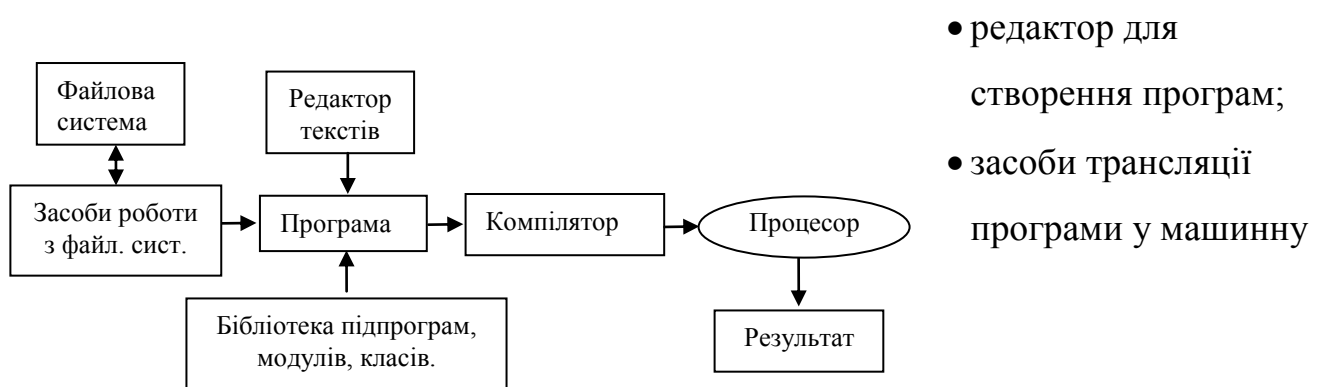 Файлова
система
Редактор
текстів
Засоби роботи
з файл. сист.
Програма
Компілятор
Процесор
Бібліотека підпрограм,
модулів, класів.
Результат
• редактор для
створення програм;
• засоби трансляції
програми у машинну